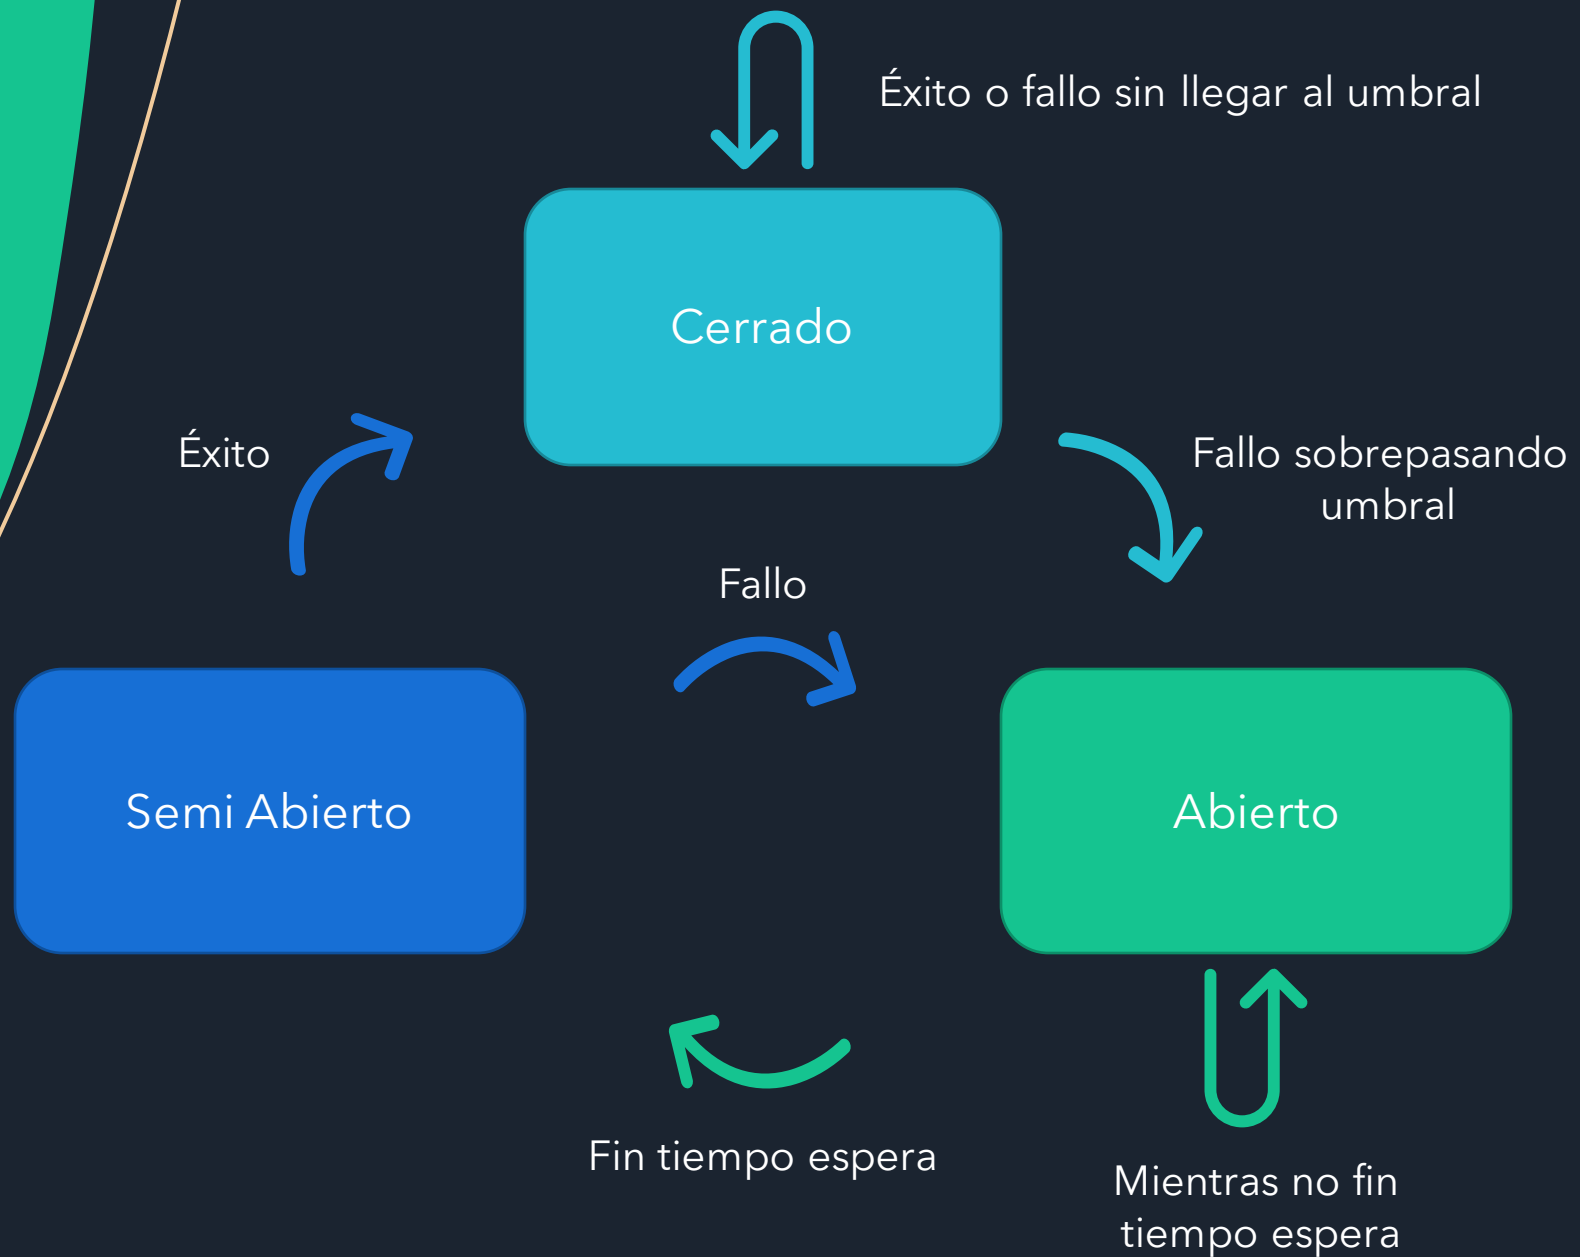 Éxito o fallo sin llegar al umbral
Cerrado
Éxito
Fallo sobrepasando
umbral
Fallo
Semi Abierto
Abierto
Fin tiempo espera
Mientras no fin
tiempo espera